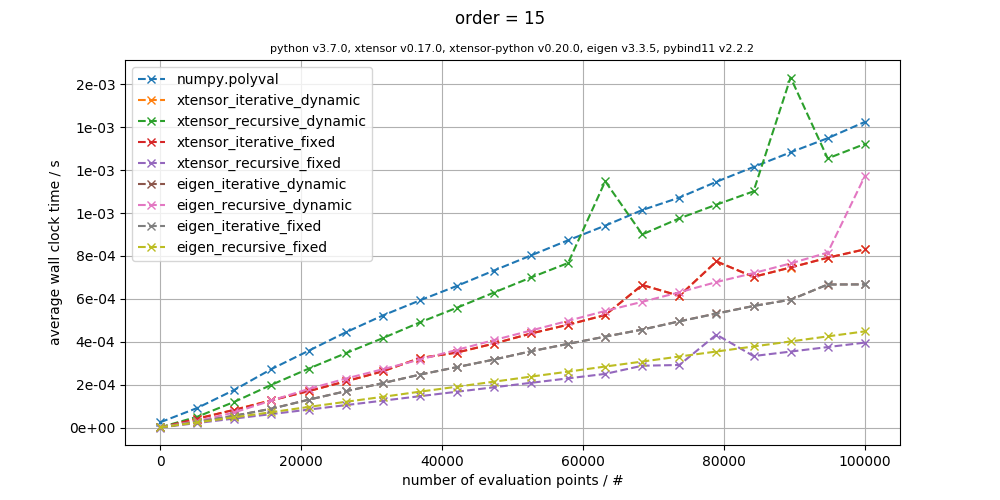 order = 15
python v3.7.0, xtensor v0.17.0, xtensor-python v0.20.0, eigen v3.3.5, pybind11 v2.2.2
numpy.polyval
xtensor_iterative_dynamic
xtensor_recursive_dynamic
xtensor_iterative_fixed
xtensor_recursive_fixed
eigen_iterative_dynamic
eigen_recursive_dynamic
eigen_iterative_fixed
eigen_recursive_fixed
average wall clock time / s
2e-03
1e-03
1e-03
1e-03
8e-04
6e-04
4e-04
2e-04
0e+00
0 20000 40000 60000 80000 100000
number of evaluation points / #